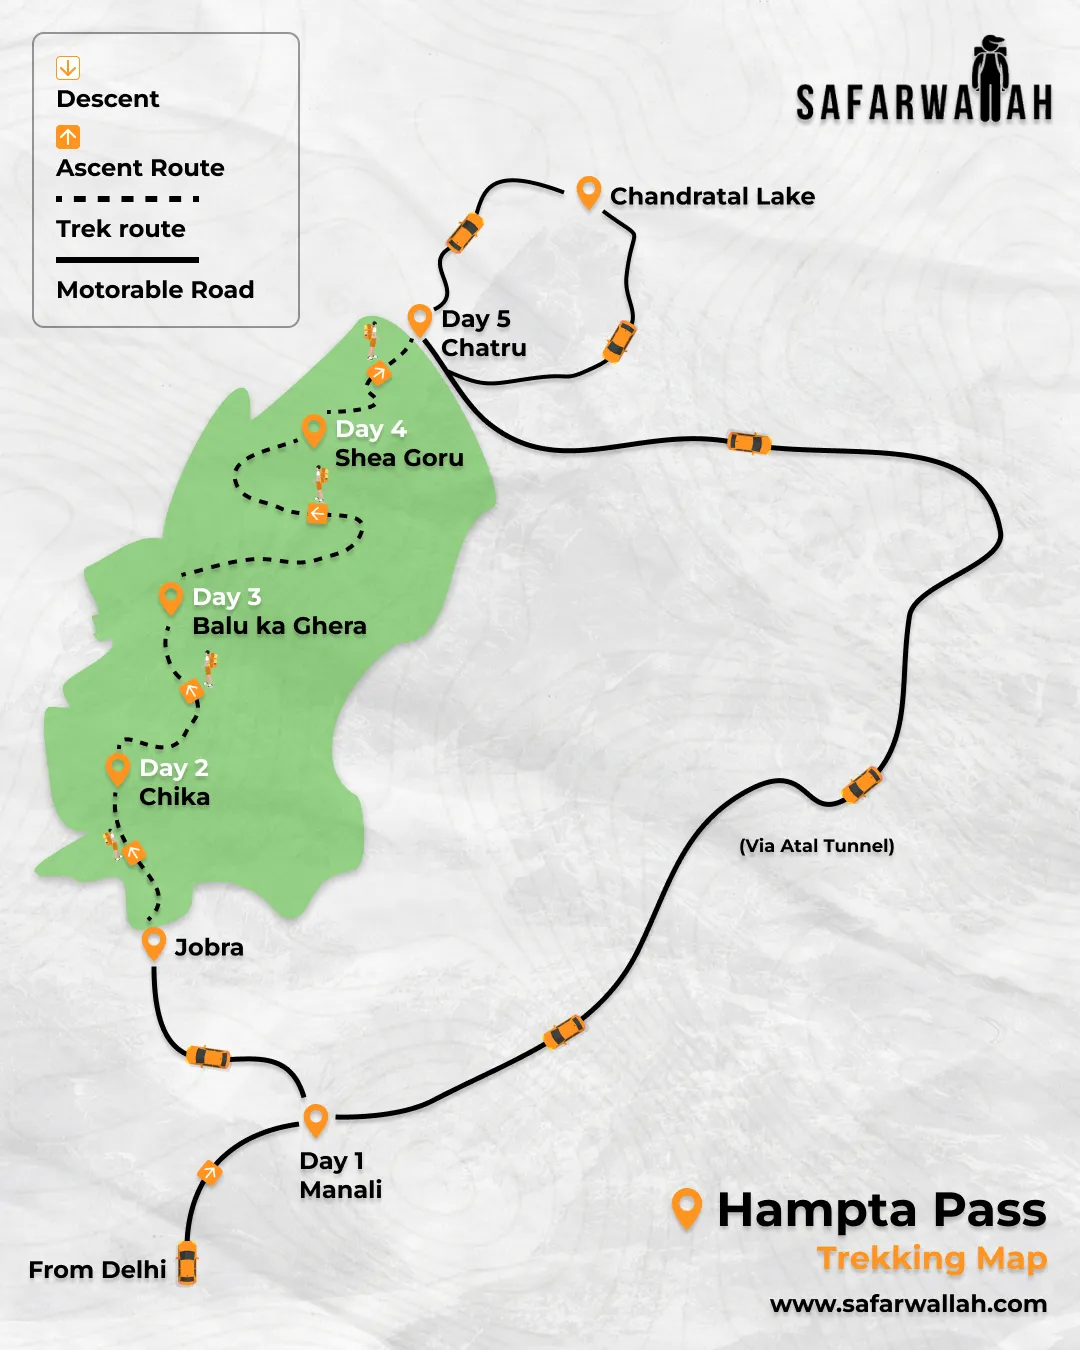 Descent
Ascent Route
Trek route
Motorable Road
SAFARWALLAH
Chandratal Lake
Day 5
Chatru
Day 4
Shea Goru
Day 3
Balu ka Ghera
Day 2
Chika
(Via Atal Tunnel)
Jobra
Day 1
Manali
From Delhi
Hampta Pass
Trekking Map
www.safarwallah.com